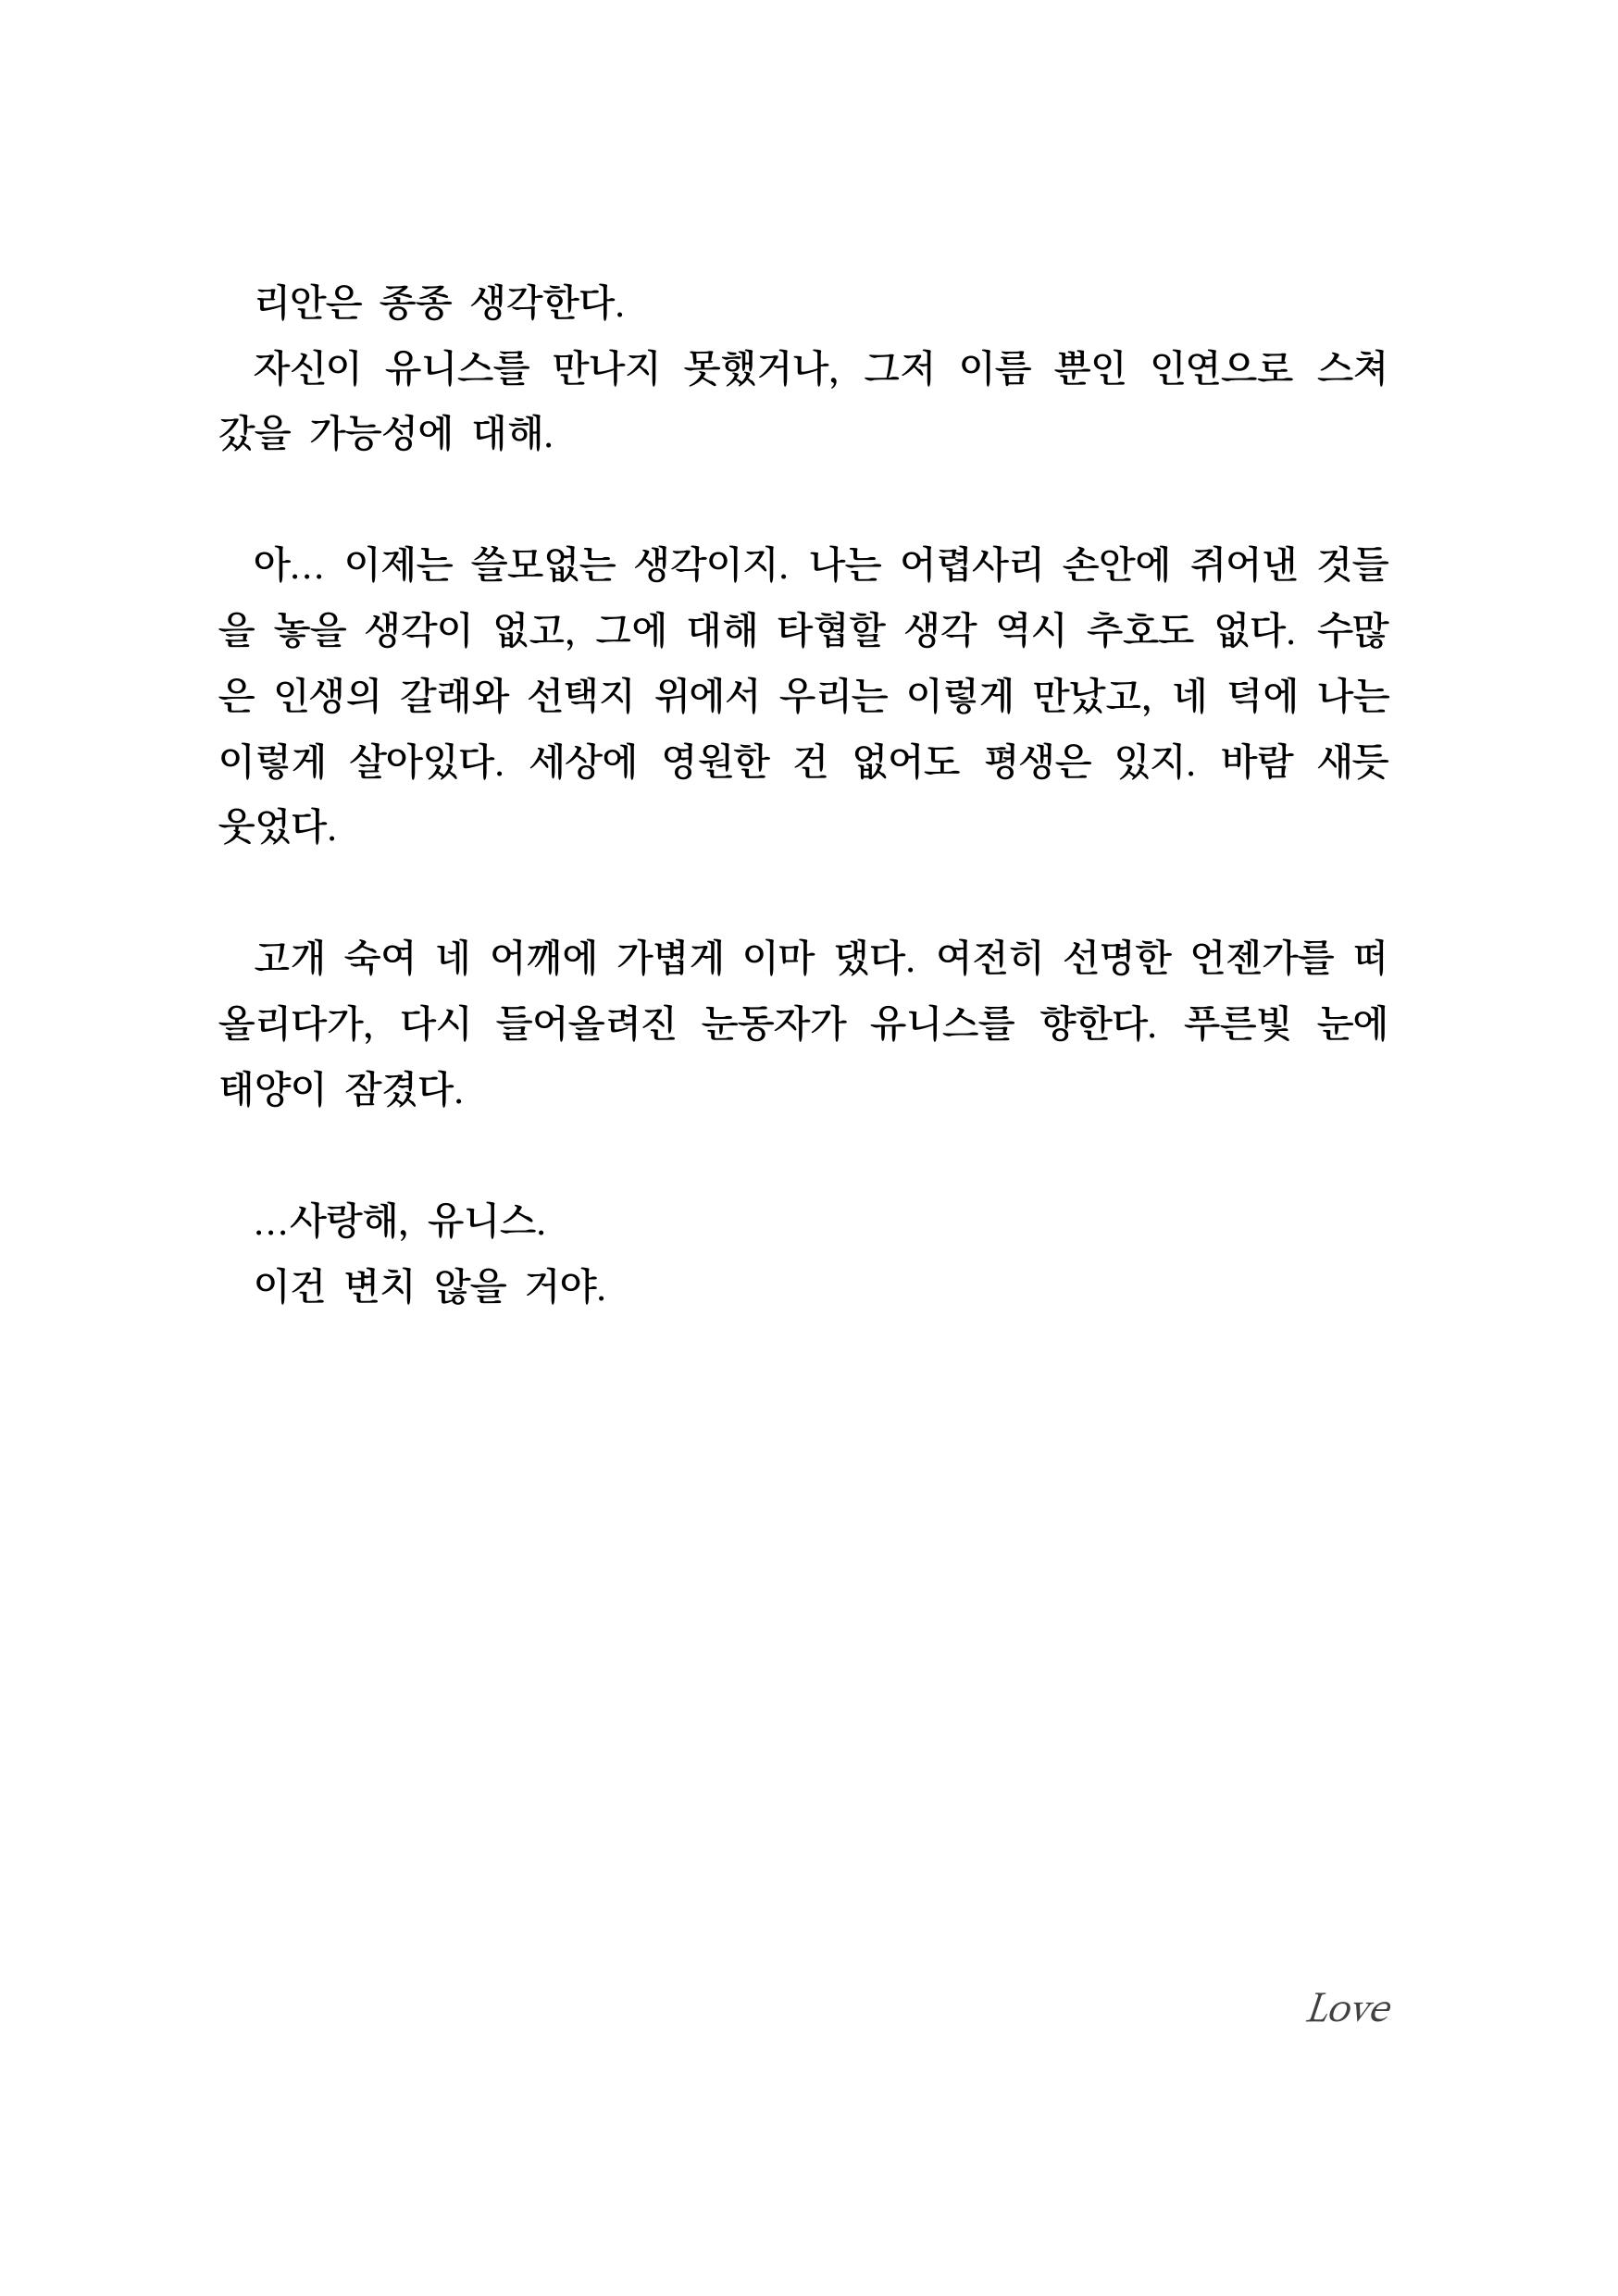 리안은 종종 생각한다.
자신이 유니스를 만나지 못했거나, 그저 이름 뿐인 인연으로 스쳐
갔을 가능성에 대해.
아… 이제는 쓸모없는 생각이지. 나는 어렵사리 손안에 쥐어낸 것들
을 놓을 생각이 없고, 그에 대해 타협할 생각 역시 추호도 없다. 수많
은 인생의 갈래와 선택지 위에서 우리는 이렇게 만났고, 네 덕에 나는
이렇게 살아있다. 세상에 영원한 건 없어도 평생은 있지. 바람 새듯
웃었다.
고개 숙여 네 어깨에 가볍게 이마 댔다. 여전히 선명한 언젠가를 떠
올리다가, 다시 들어올려진 눈동자가 유니스를 향한다. 푸른빛 눈에
태양이 잠겼다.
…사랑해, 유니스.
이건 변치 않을 거야.
Love